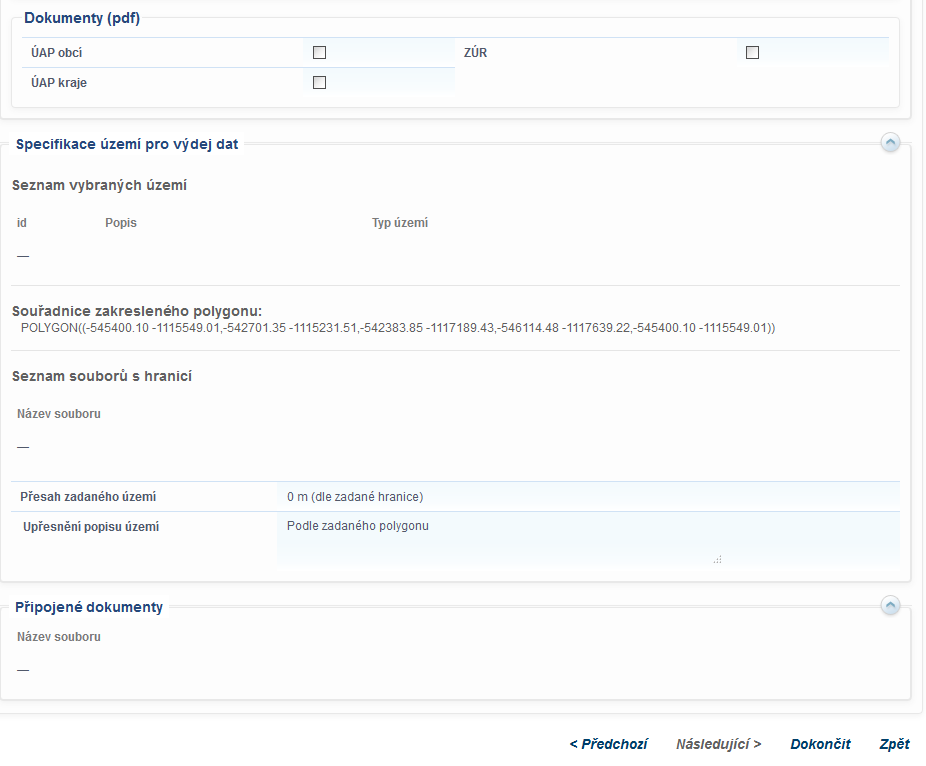 Dokumenty (pdf)
ÚAP obcí ZÚR
ÚAP kraje
Specifikace území pro výdej dat
Seznam vybraných území
id Popis Typ území
—
Souřadnice zakresleného polygonu:
POLYGON((-545400.10 -1115549.01,-542701.35 -1115231.51,-542383.85 -1117189.43,-546114.48 -1117639.22,-545400.10 -1115549.01))
Seznam souborů s hranicí
Název souboru
—
Přesah zadaného území 0 m (dle zadané hranice)
Upřesnění popisu území Podle zadaného polygonu
Připojené dokumenty
Název souboru
—
< Předchozí Následující > Dokončit Zpět